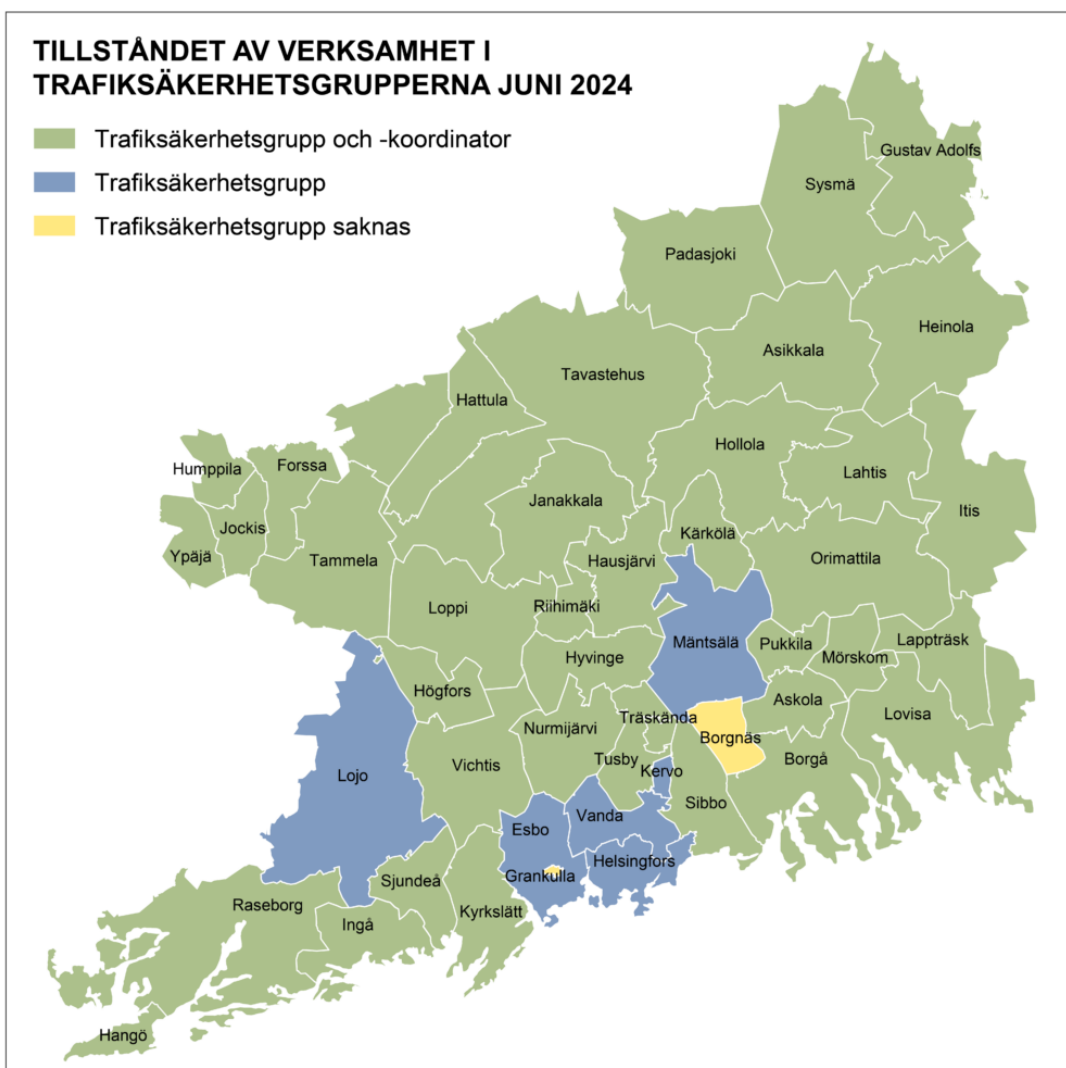 TILLSTÅNDET AV VERKSAMHET I
TRAFIKSÄKERHETSGRUPPERNA JUNI 2024
Trafiksäkerhetsgrupp och -koordinator
Trafiksäkerhetsgrupp
Trafiksäkerhetsgrupp saknas
Gustav Adolfs
Sysmä
Padasjoki
Heinola
Asikkala
Tavastehus
Hattula
Hollola
Humppila
Forssa
Lahtis
Janakkala
Itis
Jockis
Kärkölä
Ypäjä
Tammela
Hausjärvi
Orimattila
Loppi
Riihimäki
Mäntsälä
Pukkila
Lappträsk
Hyvinge
Mörskom
Högfors
Askola
Lovisa
Träskända
Nurmijärvi
Borgnäs
Tusby
Borgå
Vichtis
Kervo
Lojo
Sibbo
Vanda
Esbo
Helsingfors
Grankulla
Sjundeå
Raseborg
Kyrkslätt
Ingå
Hangö